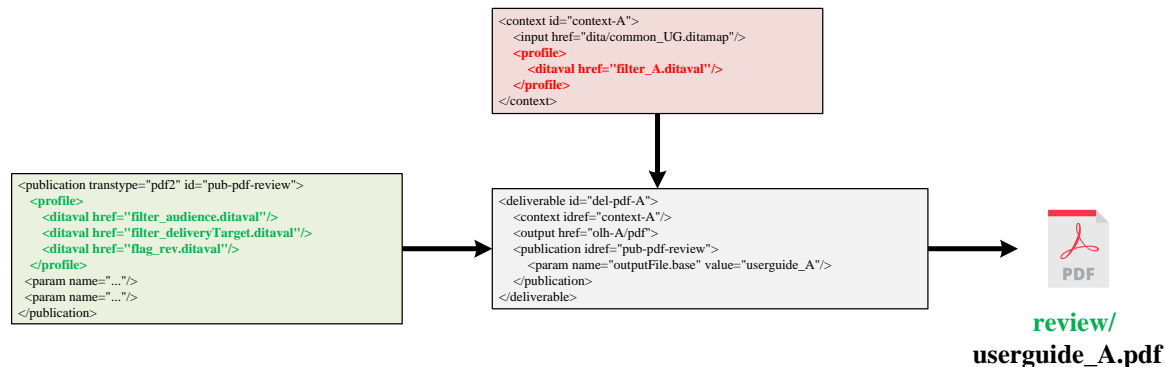 <context id="context-A">
<input href="dita/common_UG.ditamap"/>
<profile>
<ditaval href="filter_A.ditaval"/>
</profile>
</context>
<publication transtype="pdf2" id="pub-pdf-review">
<profile>
<ditaval href="filter_audience.ditaval"/>
<ditaval href="filter_deliveryTarget.ditaval"/>
<ditaval href="flag_rev.ditaval"/>
</profile>
<param name="..."/>
<param name="..."/>
</publication>
<deliverable id="del-pdf-A">
<context idref="context-A"/>
<output href="olh-A/pdf">
<publication idref="pub-pdf-review">
<param name="outputFile.base" value="userguide_A"/>
</publication>
</deliverable>
PDF
review/
userguide_A.pdf